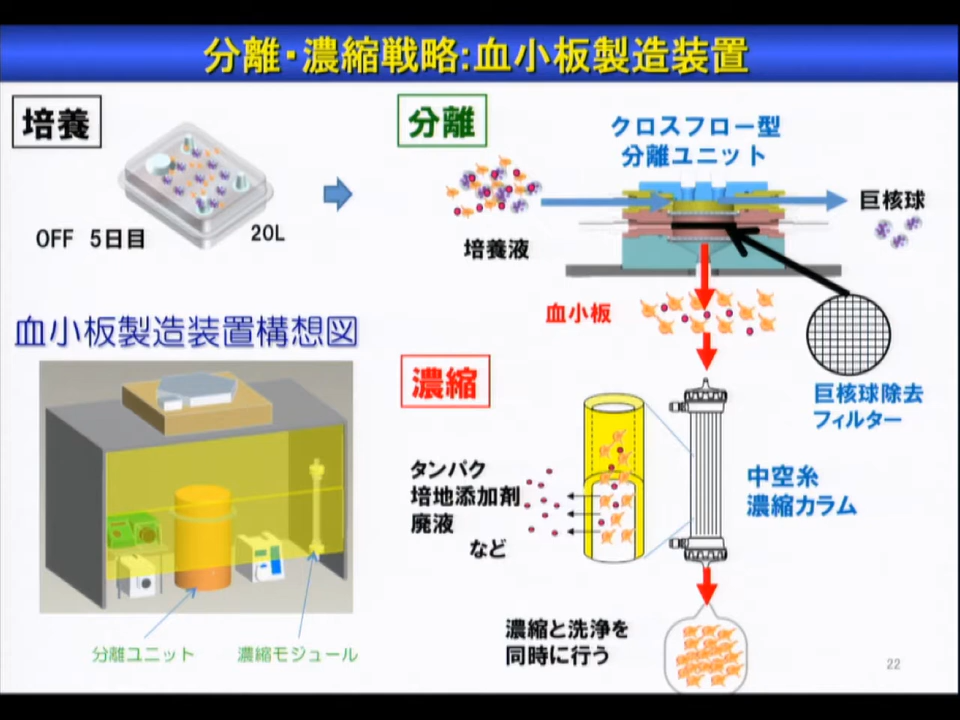 分離・濃縮戦略:血小板製造装置
培養
OFF 5日目
20L
分離
クロスフロー型
分離ユニット
培養液
巨核球
血小板
巨核球除去
フィルター
濃縮
タンパク
培地添加剤
廃液
など
中空糸
濃縮カラム
濃縮と洗浄を
同時に行う
血小板製造装置構想図
分離ユニット
濃縮モジュール
22